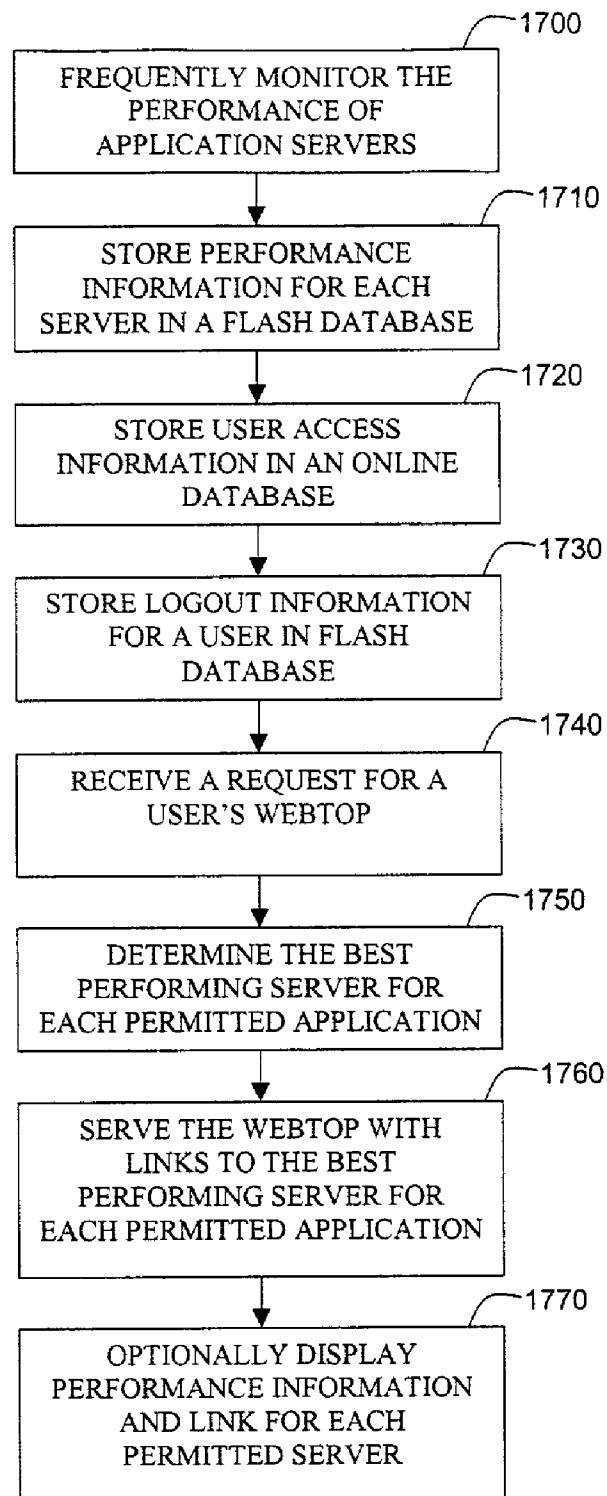 1700
FREQUENTLY MONITOR THE
PERFORMANCE OF
APPLICATION SERVERS
1710
STORE PERFORMANCE
INFORMATION FOR EACH
SERVER IN A FLASH DATABASE
1720
STORE USER ACCESS
INFORMATION IN AN ONLINE
DATABASE
1730
STORE LOGOUT INFORMATION
FOR A USER IN FLASH
DATABASE
1740
RECEIVE A REQUEST FOR A
USER'S WEBTOP
1750
DETERMINE THE BEST
PERFORMING SERVER FOR
EACH PERMITTED APPLICATION
1760
SERVE THE WEBTOP WITH
LINKS TO THE BEST
PERFORMING SERVER FOR
EACH PERMITTED APPLICATION
1770
OPTIONALLY DISPLAY
PERFORMANCE INFORMATION
AND LINK FOR EACH
PERMITTED SERVER